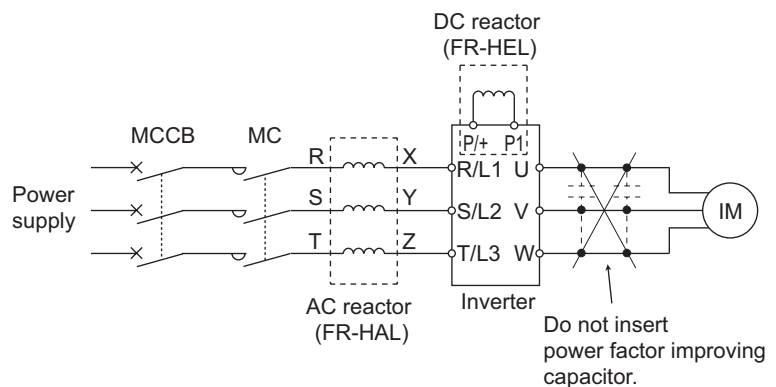 DC reactor
(FR-HEL)
MCCB
MC
R
X
P/+
P1
R/L1
U
Power
supply
S
Y
S/L2
V
IM
T
Z
T/L3
W
AC reactor
(FR-HAL)
Inverter
Do not insert
power factor improving
capacitor.